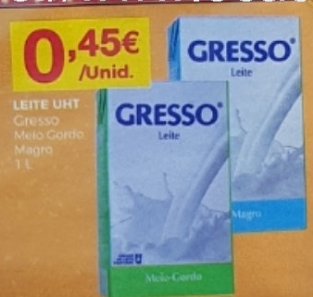 0,45€
/Unid.
LEITE UHT
Gresso
Meio Gordo,
Magro
1 L
GRESSO®
Leite
Magro
GRESSO®
Leite
Meio-Gordo